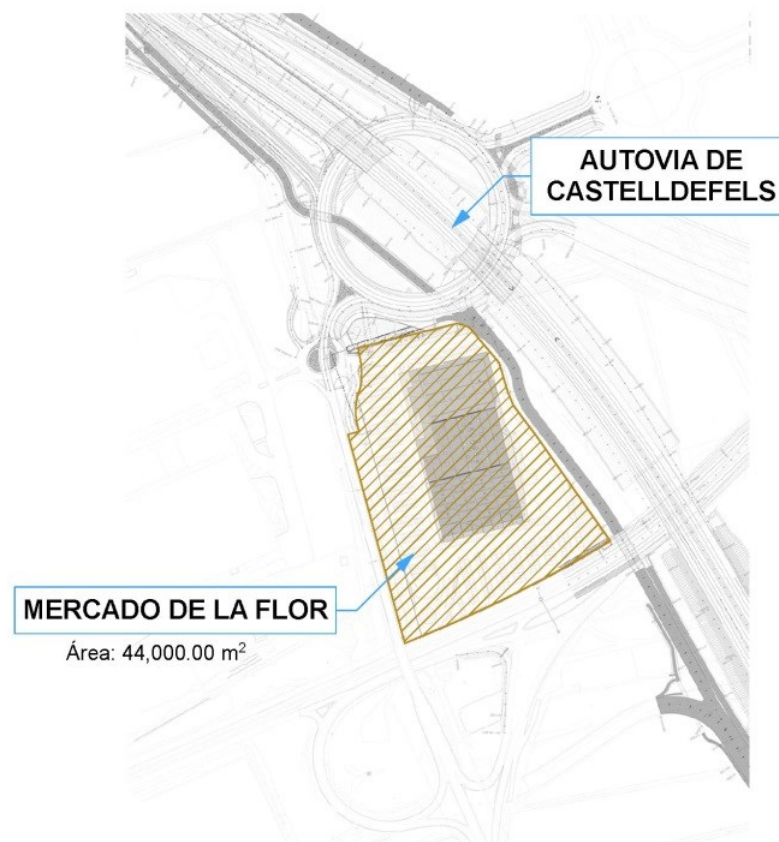 AUTOVIA DE
CASTELLDEFELS
MERCADO DE LA FLOR
Área: 44,000.00 m²